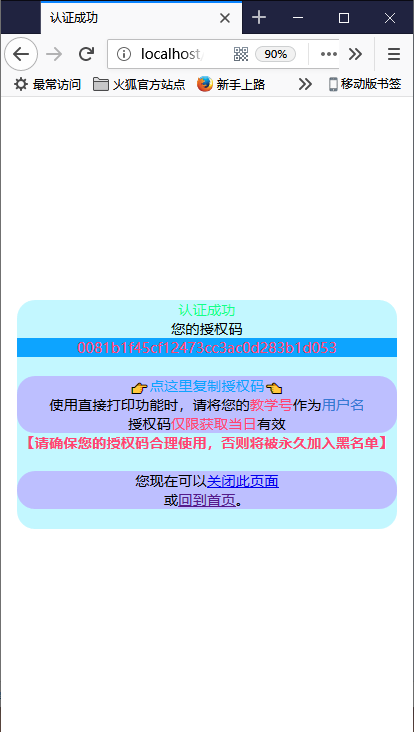 认证成功
localhost/
90%
最常访问 火狐官方站点 新手上路 移动版书签
认证成功
您的授权码
0081b1f45cf12473cc3ac0d283b1d053
点这里复制授权码
使用直接打印功能时，请将您的教学号作为用户名
授权码仅限获取当日有效
【请确保您的授权码合理使用，否则将被永久加入黑名单】
您现在可以关闭此页面
或回到首页。